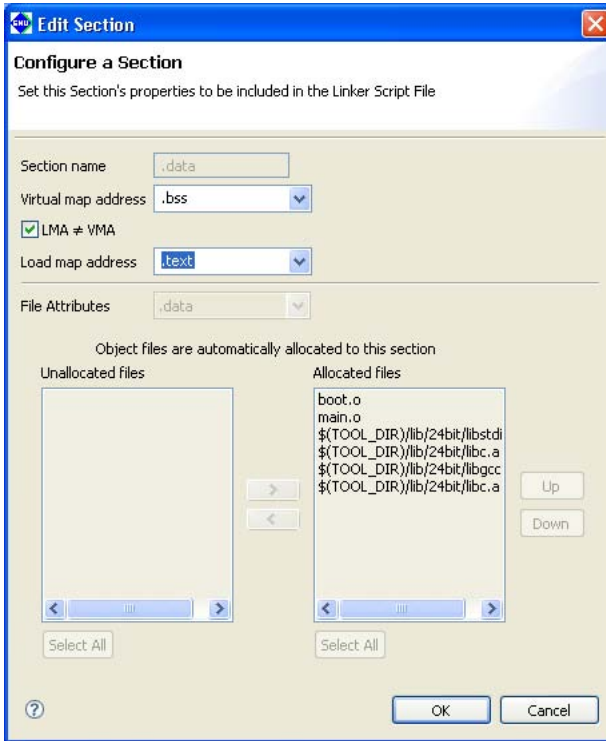 GNU Edit Section
Configure a Section
Set this Section's properties to be included in the Linker Script File
Section name .data
Virtual map address .bss
LMA ≠ VMA
Load map address .text
File Attributes .data
Object files are automatically allocated to this section
Unallocated files Allocated files
boot.o
main.o
$(TOOL_DIR)/lib/24bit/libstdi
$(TOOL_DIR)/lib/24bit/libc.a
$(TOOL_DIR)/lib/24bit/libgcc
$(TOOL_DIR)/lib/24bit/libc.a
> Up
< Down
Select All Select All
? OK Cancel